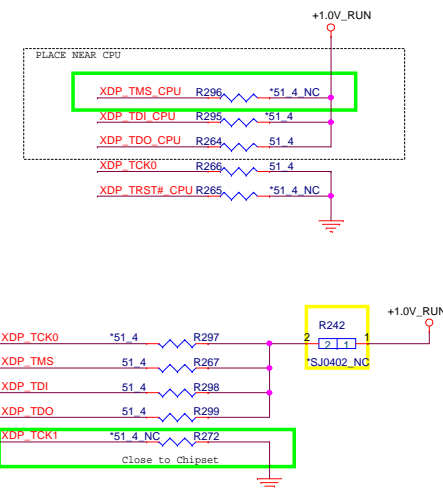 +1.0V_RUN
PLACE NEAR CPU
XDP_TMS_CPU R296 *51_4_NC
XDP_TDI_CPU R295 *51_4
XDP_TDO_CPU R264 51_4
XDP_TCK0 R266 51_4
XDP_TRST#_CPU R265 *51_4_NC
+1.0V_RUN
R242
2 2 1 1
*SJ0402_NC
XDP_TCK0 *51_4 R297
XDP_TMS 51_4 R267
XDP_TDI 51_4 R298
XDP_TDO 51_4 R299
XDP_TCK1 *51_4_NC R272
Close to Chipset